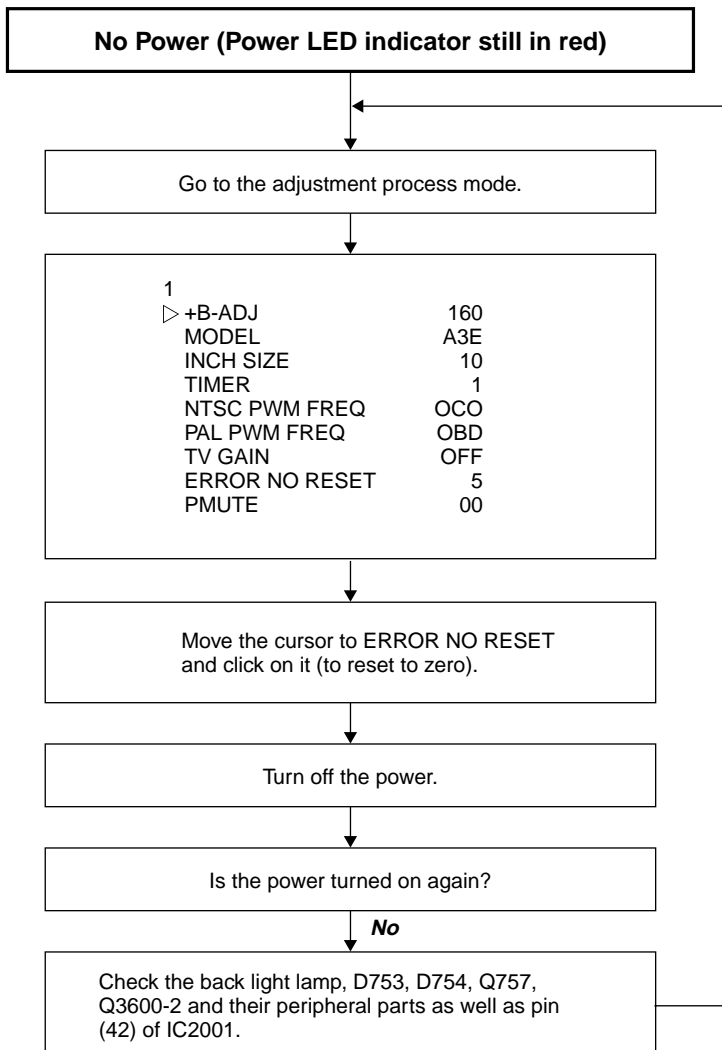 No Power (Power LED indicator still in red)
Go to the adjustment process mode.
1
+B-ADJ 160
MODEL A3E
INCH SIZE 10
TIMER 1
NTSC PWM FREQ OCO
PAL PWM FREQ OBD
TV GAIN OFF
ERROR NO RESET 5
PMUTE 00
Move the cursor to ERROR NO RESET
and click on it (to reset to zero).
Turn off the power.
Is the power turned on again?
No
Check the back light lamp, D753, D754, Q757,
Q3600-2 and their peripheral parts as well as pin
(42) of IC2001.